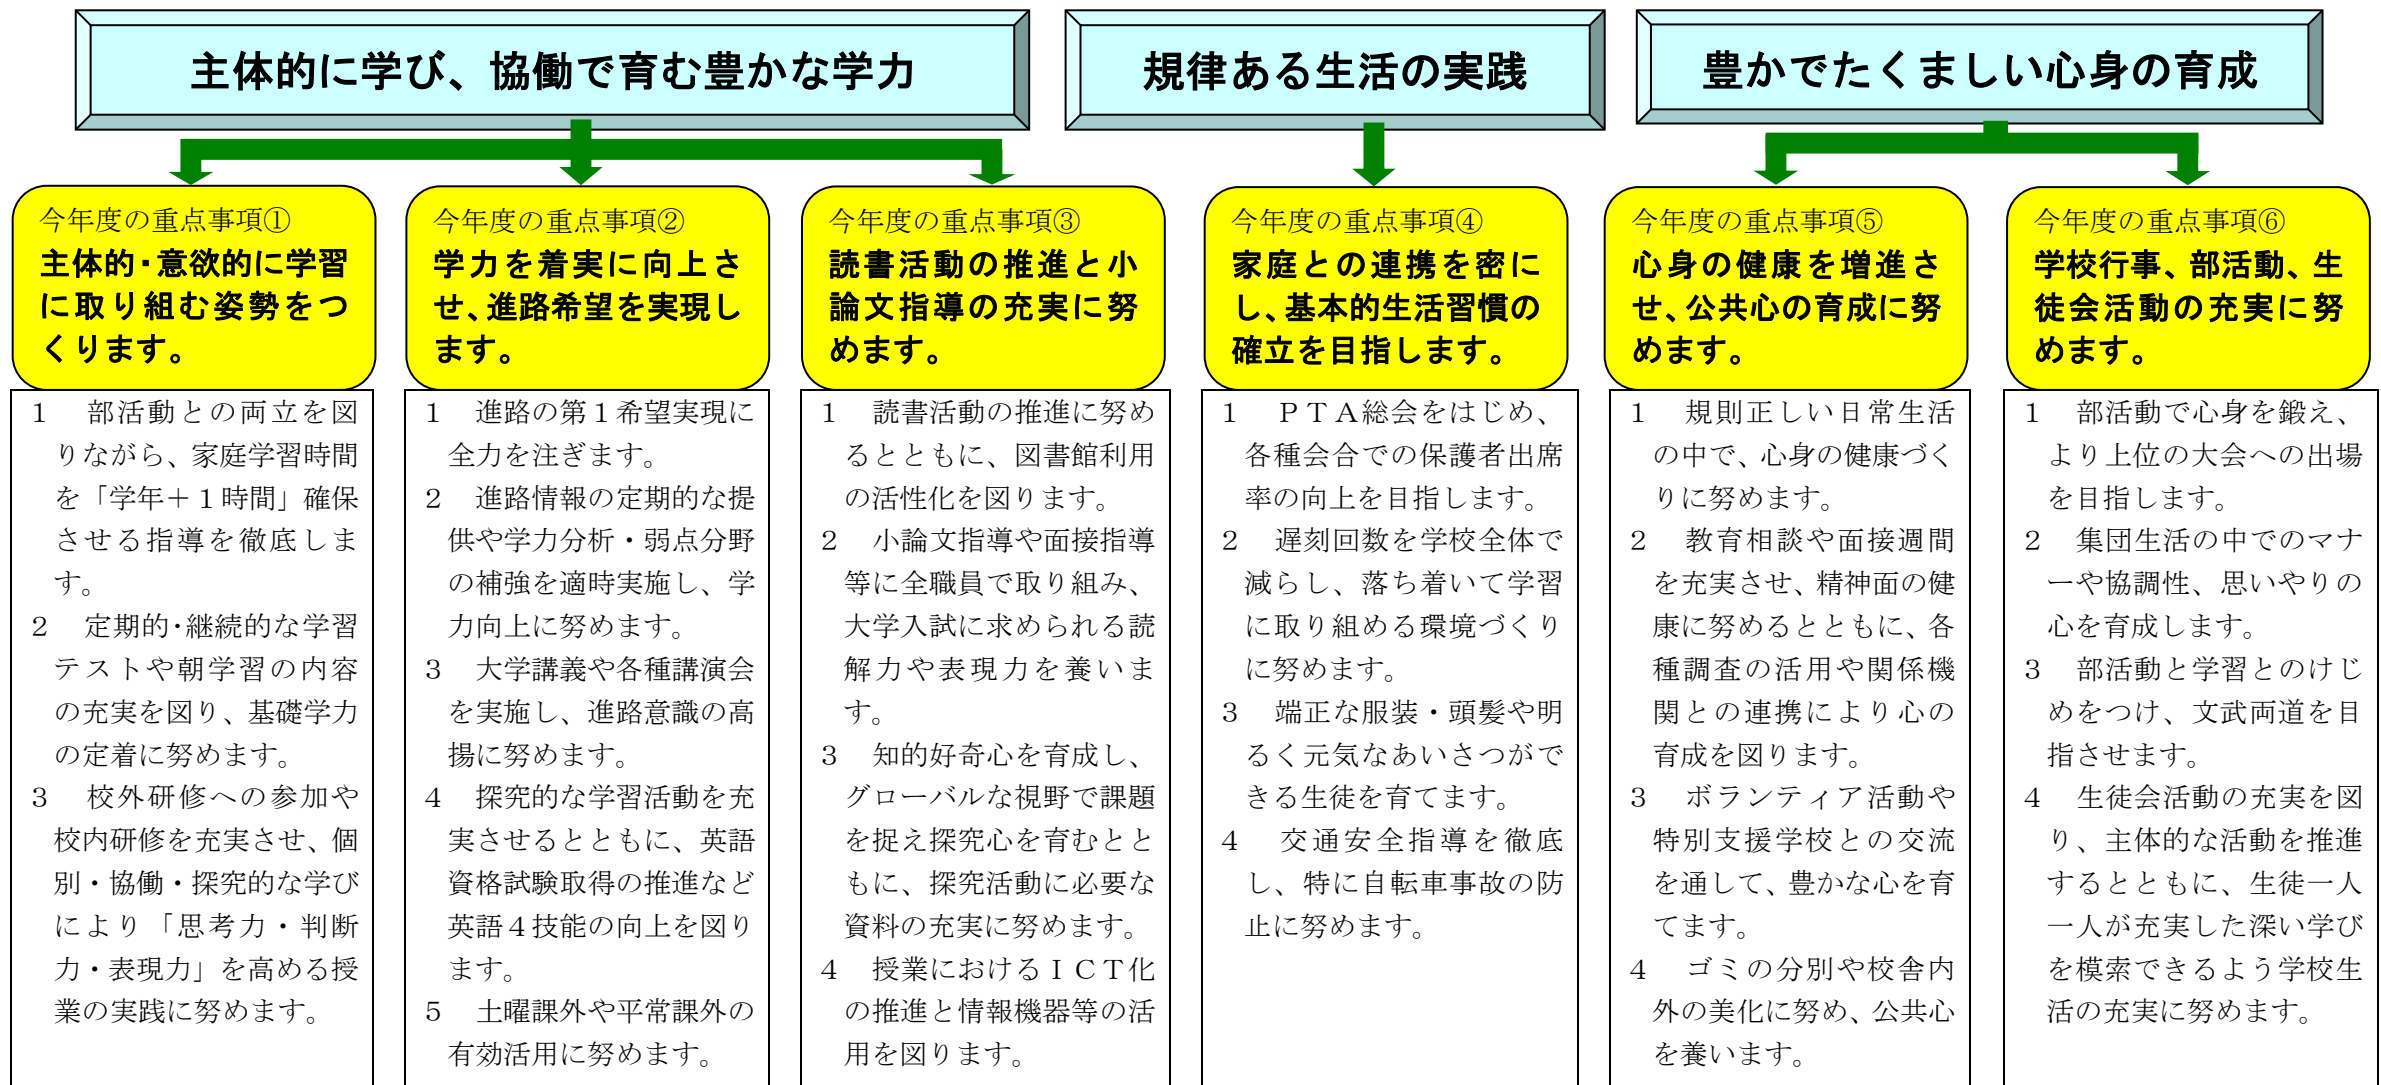 主体的に学び、協働で育む豊かな学力
規律ある生活の実践
豊かでたくましい心身の育成
今年度の重点事項①
主体的・意欲的に学習
に取り組む姿勢をつ
くります。
1　部活動との両立を図
りながら、家庭学習時間
を「学年＋１時間」確保
させる指導を徹底しま
す。
2　定期的・継続的な学習
テストや朝学習の内容
の充実を図り、基礎学力
の定着に努めます。
3　校外研修への参加や
校内研修を充実させ、個
別・協働・探究的な学び
により「思考力・判断
力・表現力」を高める授
業の実践に努めます。
今年度の重点事項②
学力を着実に向上さ
せ、進路希望を実現し
ます。
1　進路の第１希望実現に
全力を注ぎます。
2　進路情報の定期的な提
供や学力分析・弱点分野
の補強を適時実施し、学
力向上に努めます。
3　大学講義や各種講演会
を実施し、進路意識の高
揚に努めます。
4　探究的な学習活動を充
実させるとともに、英語
資格試験取得の推進など
英語４技能の向上を図り
ます。
5　土曜課外や平常課外の
有効活用に努めます。
今年度の重点事項③
読書活動の推進と小
論文指導の充実に努
めます。
1　読書活動の推進に努め
るとともに、図書館利用
の活性化を図ります。
2　小論文指導や面接指導
等に全職員で取り組み、
大学入試に求められる読
解力や表現力を養いま
す。
3　知的好奇心を育成し、
グローバルな視野で課題
を捉え探究心を育むとと
もに、探究活動に必要な
資料の充実に努めます。
4　授業におけるＩＣＴ化
の推進と情報機器等の活
用を図ります。
今年度の重点事項④
家庭との連携を密に
し、基本的生活習慣の
確立を目指します。
1　ＰＴＡ総会をはじめ、
各種会合での保護者出席
率の向上を目指します。
2　遅刻回数を学校全体で
減らし、落ち着いて学習
に取り組める環境づくり
に努めます。
3　端正な服装・頭髪や明
るく元気なあいさつがで
きる生徒を育てます。
4　交通安全指導を徹底
し、特に自転車事故の防
止に努めます。
今年度の重点事項⑤
心身の健康を増進さ
せ、公共心の育成に努
めます。
1　規則正しい日常生活
の中で、心身の健康づく
りに努めます。
2　教育相談や面接週間
を充実させ、精神面の健
康に努めるとともに、各
種調査の活用や関係機
関との連携により心の
育成を図ります。
3　ボランティア活動や
特別支援学校との交流
を通して、豊かな心を育
てます。
4　ゴミの分別や校舎内
外の美化に努め、公共心
を養います。
今年度の重点事項⑥
学校行事、部活動、生
徒会活動の充実に努
めます。
1　部活動で心身を鍛え、
より上位の大会への出場
を目指します。
2　集団生活の中でのマナ
ーや協調性、思いやりの
心を育成します。
3　部活動と学習とのけじ
めをつけ、文武両道を目
指させます。
4　生徒会活動の充実を図
り、主体的な活動を推進
するとともに、生徒一人
一人が充実した深い学び
を模索できるよう学校生
活の充実に努めます。